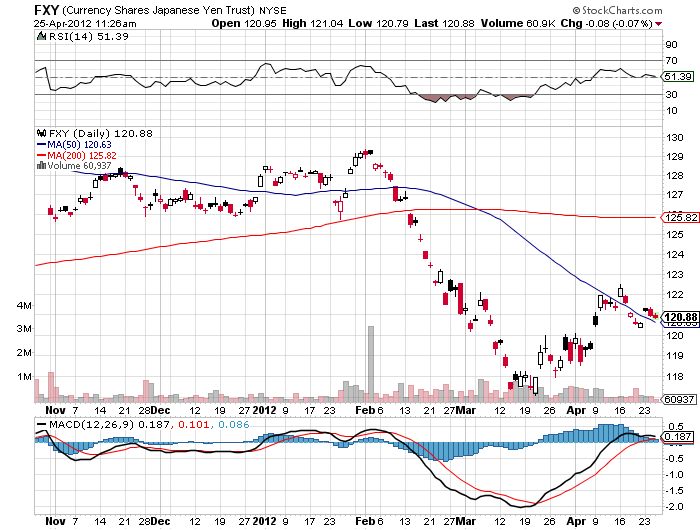 FXY (Currency Shares Japanese Yen Trust) NYSE © StockCharts.com
25-Apr-2012 11:26am Open 120.95 High 121.04 Low 120.79 Last 120.88 Volume 60.9K Chg -0.08 (-0.07%)
RSI(14) 51.39
90
70
51.39
30
10
FXY (Daily) 120.88
MA(50) 120.63
MA(200) 125.82
Volume 60,937
130
129
128
127
126
125.82
125
124
123
122
121
120.88
120.63
120
119
118
117
4M
3M
2M
1M
60937
Nov 7 14 21 28 Dec 12 19 27 2012 9 17 23 Feb 6 13 21 27 Mar 12 19 26 Apr 9 16 23
MACD(12,26,9) 0.187, 0.101, 0.086
0.5
0.187
-0.5
-1.0
-1.5
-2.0
Nov 7 14 21 28 Dec 12 19 27 2012 9 17 23 Feb 6 13 21 27 Mar 12 19 26 Apr 9 16 23